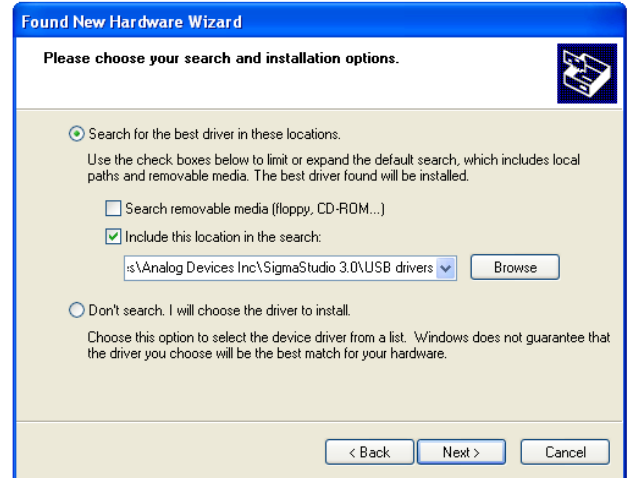 Found New Hardware Wizard
Please choose your search and installation options.
Search for the best driver in these locations.
Use the check boxes below to limit or expand the default search, which includes local
paths and removable media. The best driver found will be installed.
Search removable media (floppy, CD-ROM...)
Include this location in the search:
:s\Analog Devices Inc\SigmaStudio 3.0\USB drivers
Browse
Don't search. I will choose the driver to install.
Choose this option to select the device driver from a list. Windows does not guarantee that
the driver you choose will be the best match for your hardware.
< Back Next > Cancel